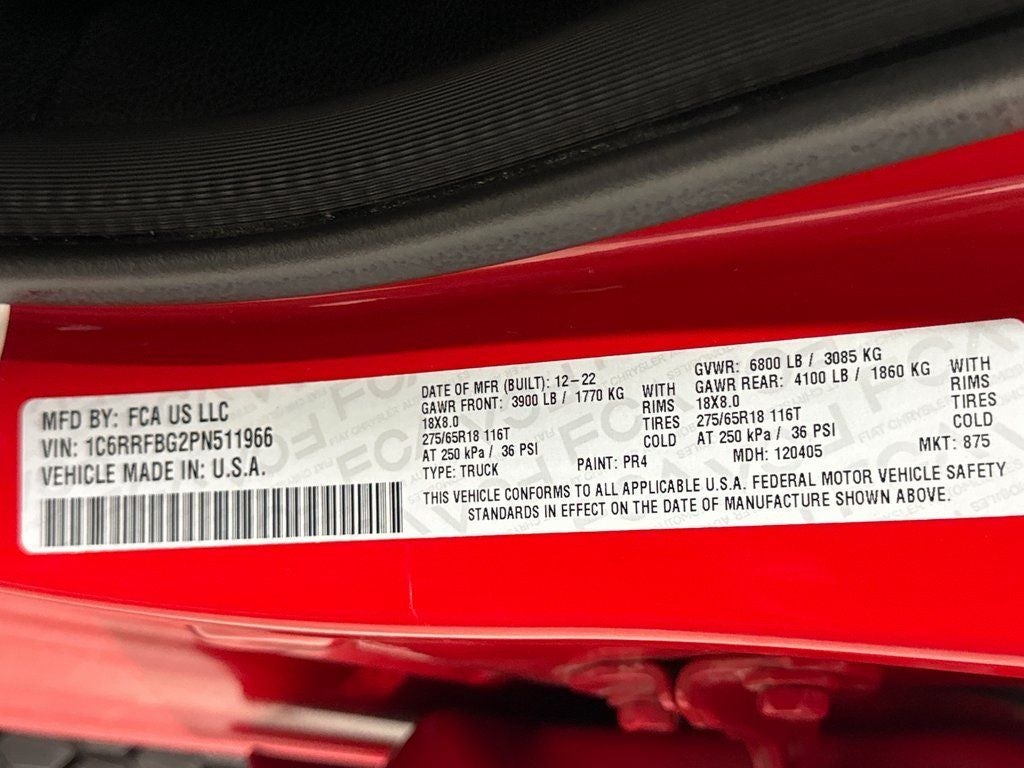 MFD BY: FCA US LLC
VIN: 1C6RRFBG2PN511966
VEHICLE MADE IN: U.S.A.
DATE OF MFR (BUILT): 12-22
GAWR FRONT: 3900 LB / 1770 KG WITH
18X8.0 RIMS
275/65R18 116T TIRES
AT 250 kPa / 36 PSI COLD
TYPE: TRUCK PAINT: PR4
GVWR: 6800 LB / 3085 KG
GAWR REAR: 4100 LB / 1860 KG WITH
18X8.0 RIMS
275/65R18 116T TIRES
AT 250 kPa / 36 PSI COLD
MDH: 120405 MKT: 875
THIS VEHICLE CONFORMS TO ALL APPLICABLE U.S.A. FEDERAL MOTOR VEHICLE SAFETY
STANDARDS IN EFFECT ON THE DATE OF MANUFACTURE SHOWN ABOVE.